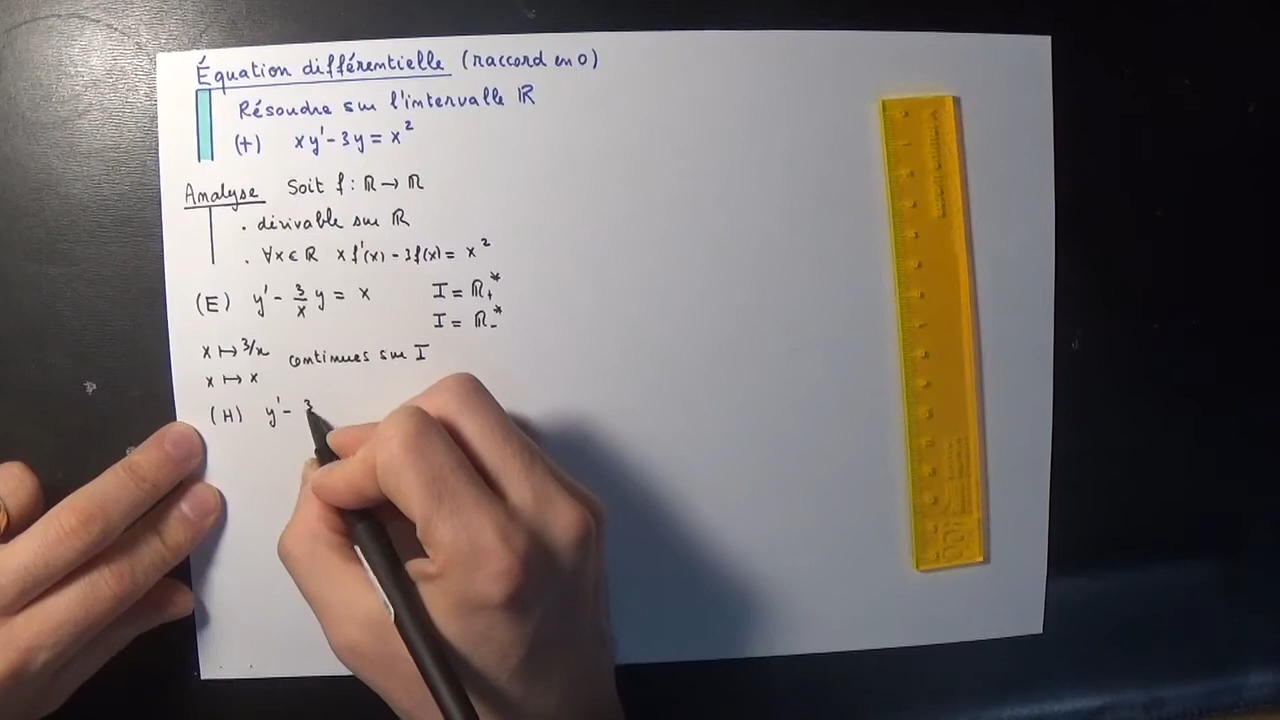 Équation différentielle (raccord en 0)
Résoudre sur l'intervalle ℝ
(+) xy' - 3y = x²
Analyse Soit f : ℝ → ℝ
. dérivable sur ℝ
. ∀x ∈ ℝ x f'(x) - 3f(x) = x²
(E) y' - 3/x y = x I = ℝ₊*
I = ℝ₋*
x ↦ 3/x continues sur I
x ↦ x
(H) y' - 3